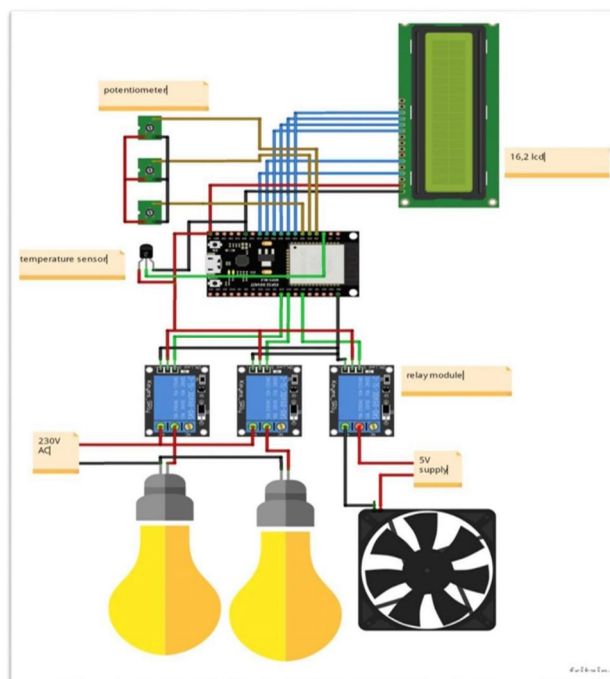 potentiometer
16,2 lcd
temperature sensor
relay module
230V
AC
5V
supply